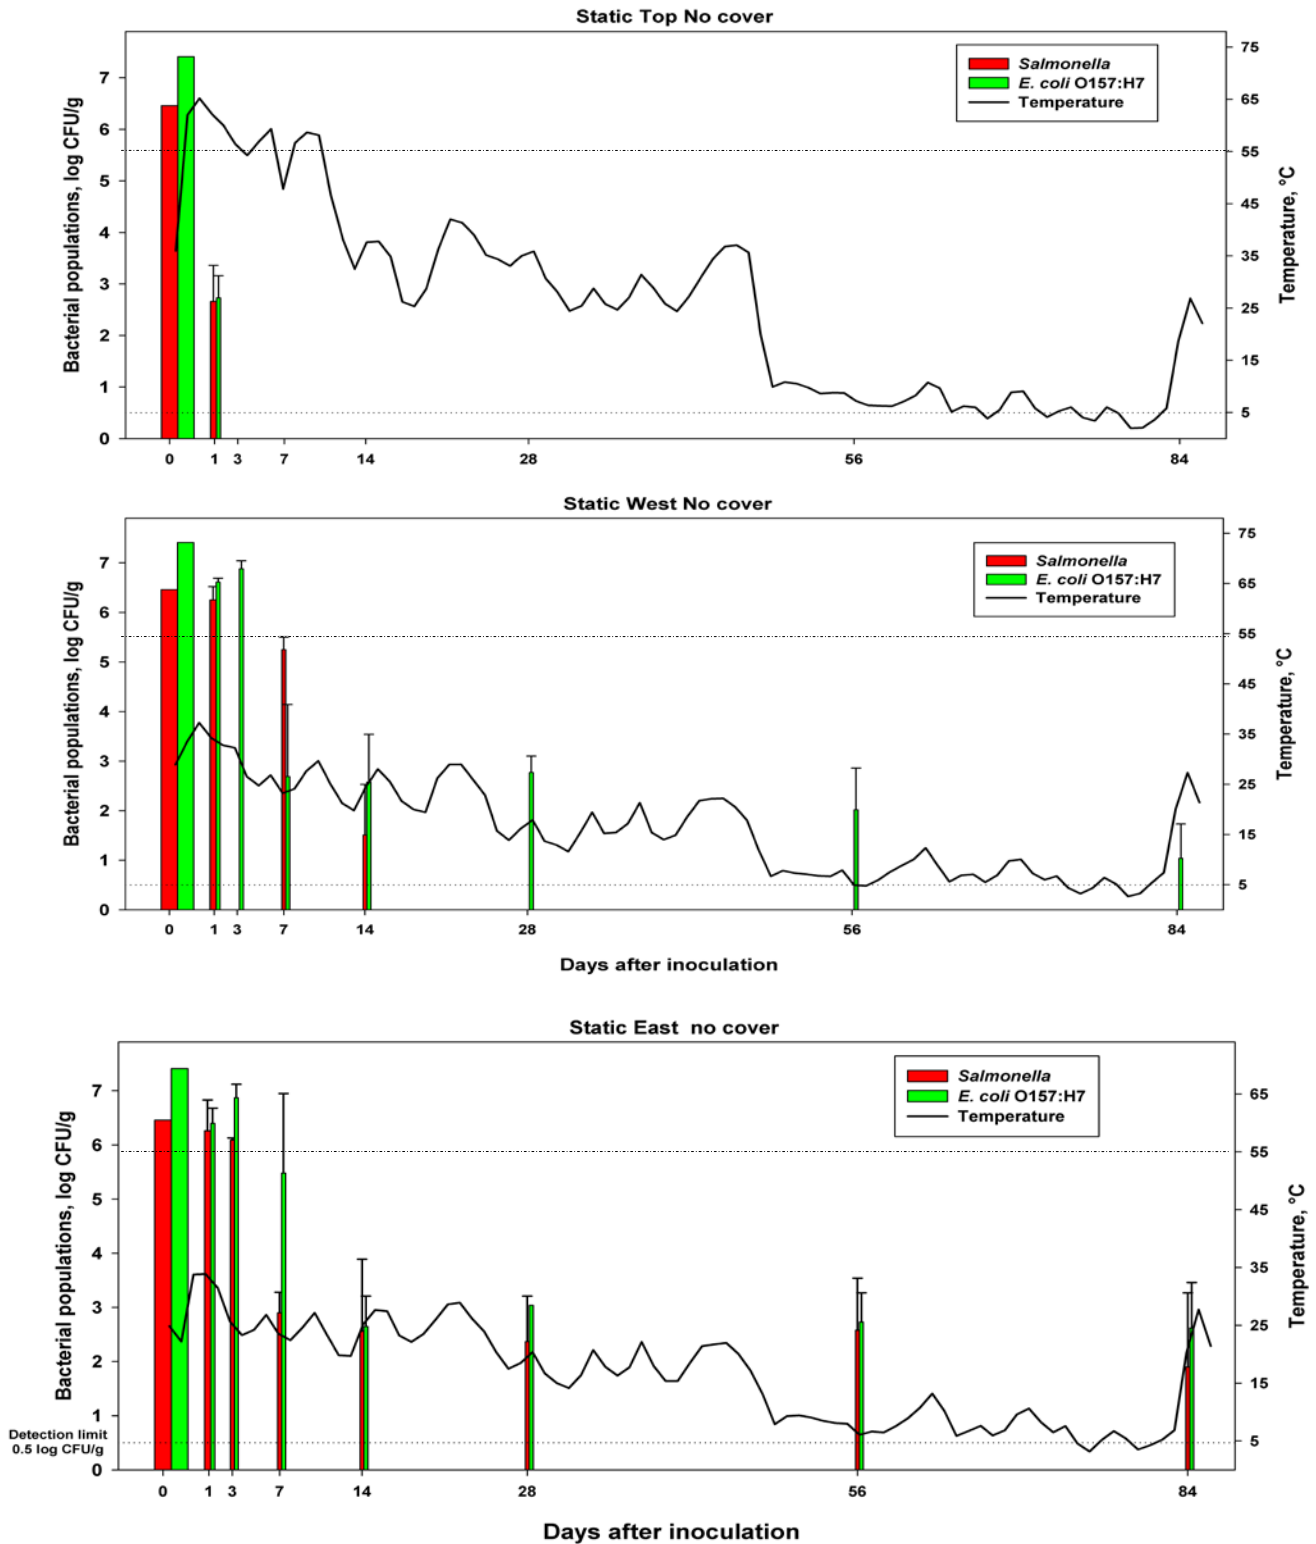 Static Top No cover
Bacterial populations, log CFU/g
7
6
5
4
3
2
1
0
Salmonella
E. coli O157:H7
Temperature
75
65
55
45
35
25
15
5
Temperature, °C
0 1 3 7 14 28 56 84
Static West No cover
Bacterial populations, log CFU/g
7
6
5
4
3
2
1
0
Salmonella
E. coli O157:H7
Temperature
75
65
55
45
35
25
15
5
Temperature, °C
0 1 3 7 14 28 56 84
Days after inoculation
Static East no cover
Bacterial populations, log CFU/g
7
6
5
4
3
2
1
0
Detection limit
0.5 log CFU/g
Salmonella
E. coli O157:H7
Temperature
65
55
45
35
25
15
5
Temperature, °C
0 1 3 7 14 28 56 84
Days after inoculation